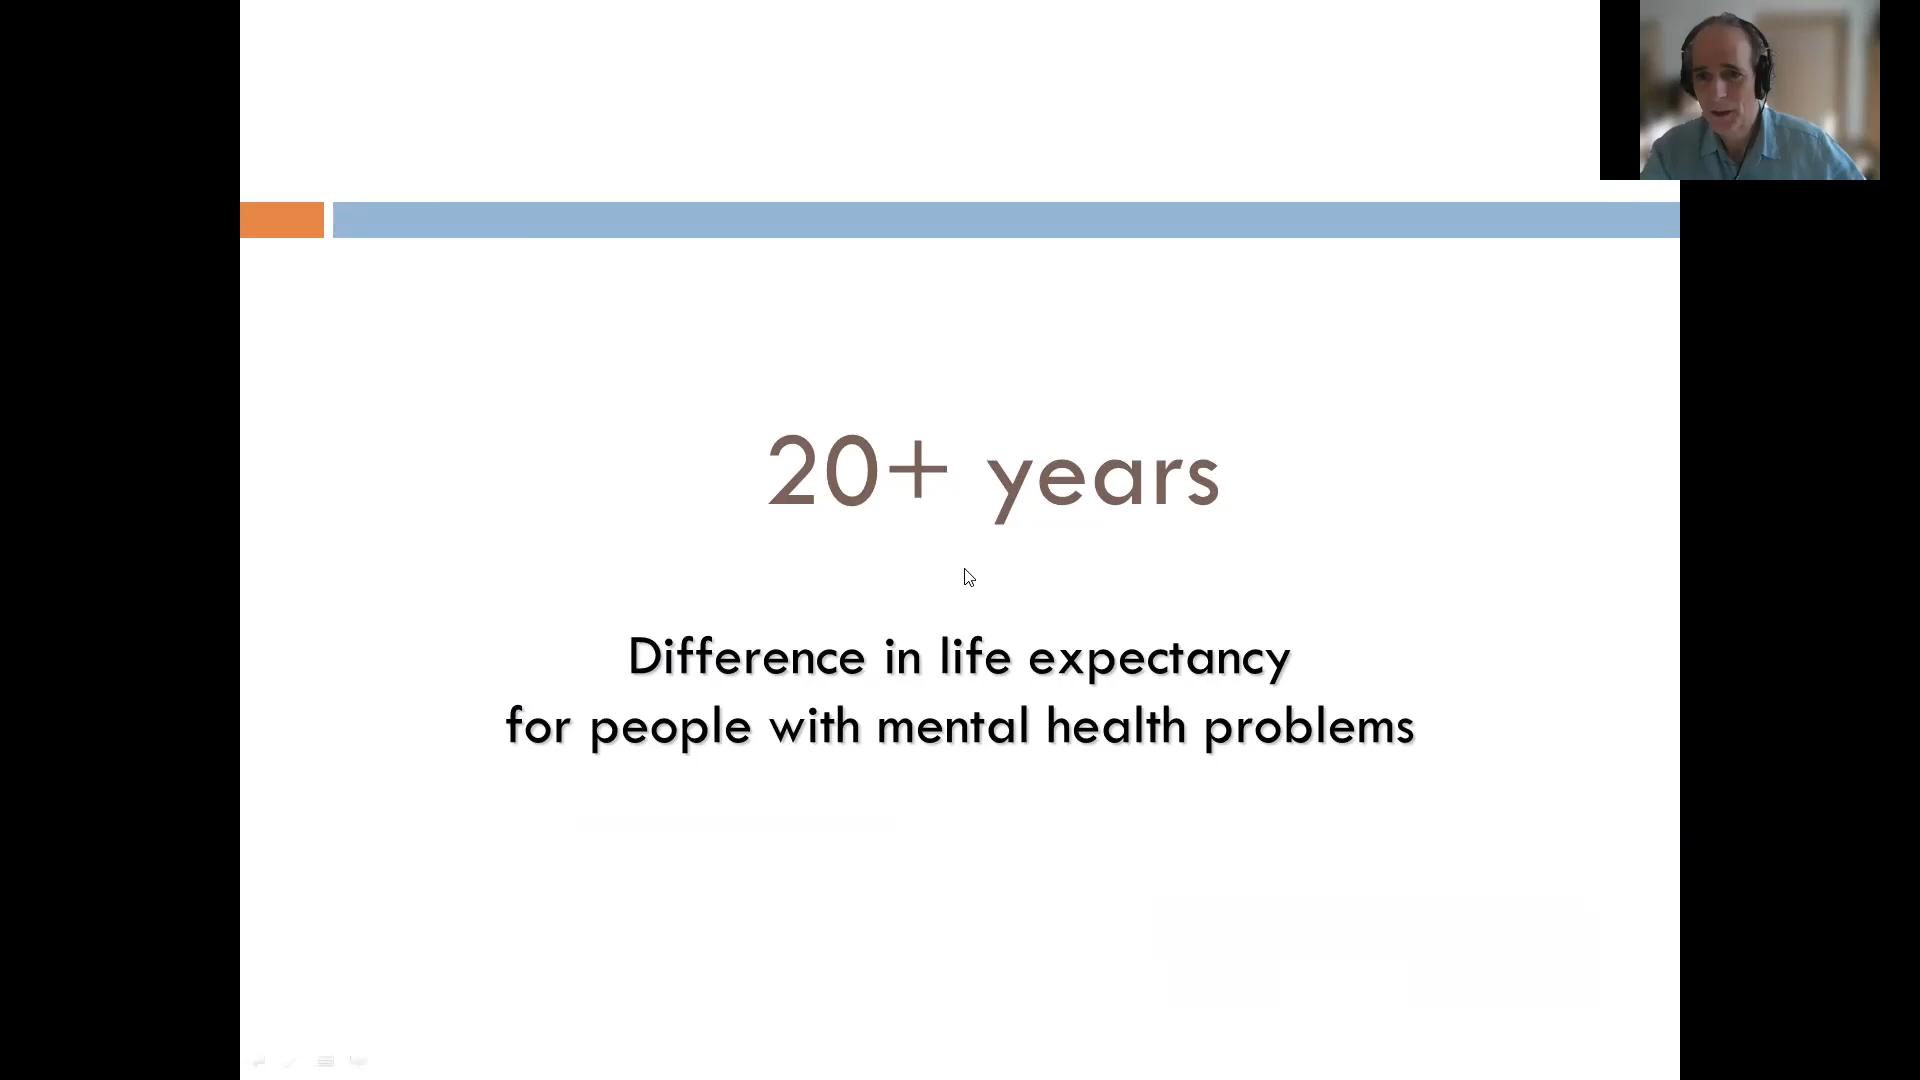 20+ years
Difference in life expectancy
for people with mental health problems